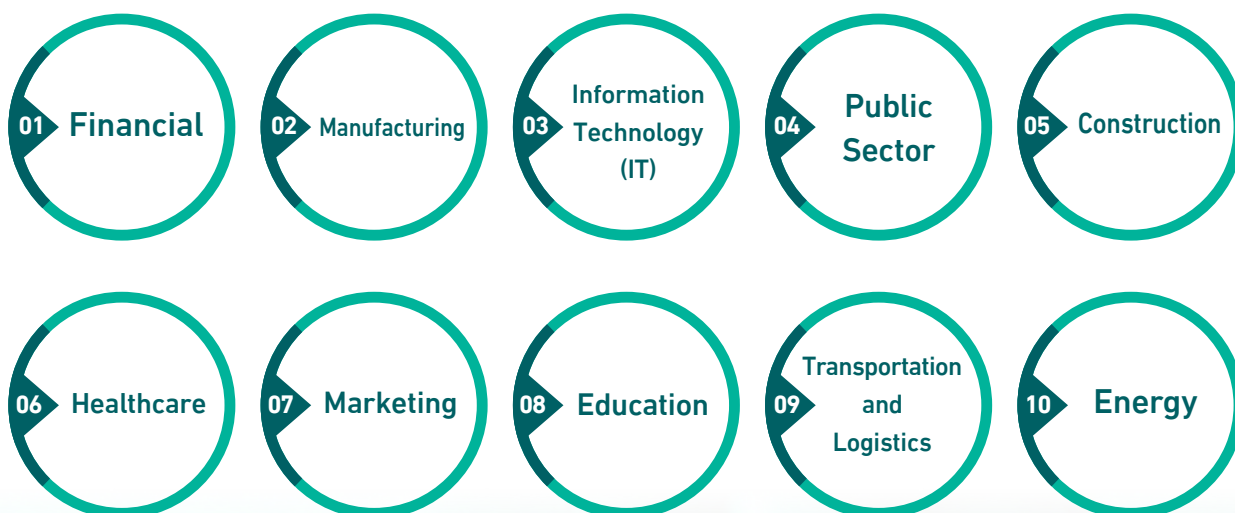 01 Financial
02 Manufacturing
03 Information
Technology
(IT)
04 Public
Sector
05 Construction
06 Healthcare
07 Marketing
08 Education
09 Transportation
and
Logistics
10 Energy